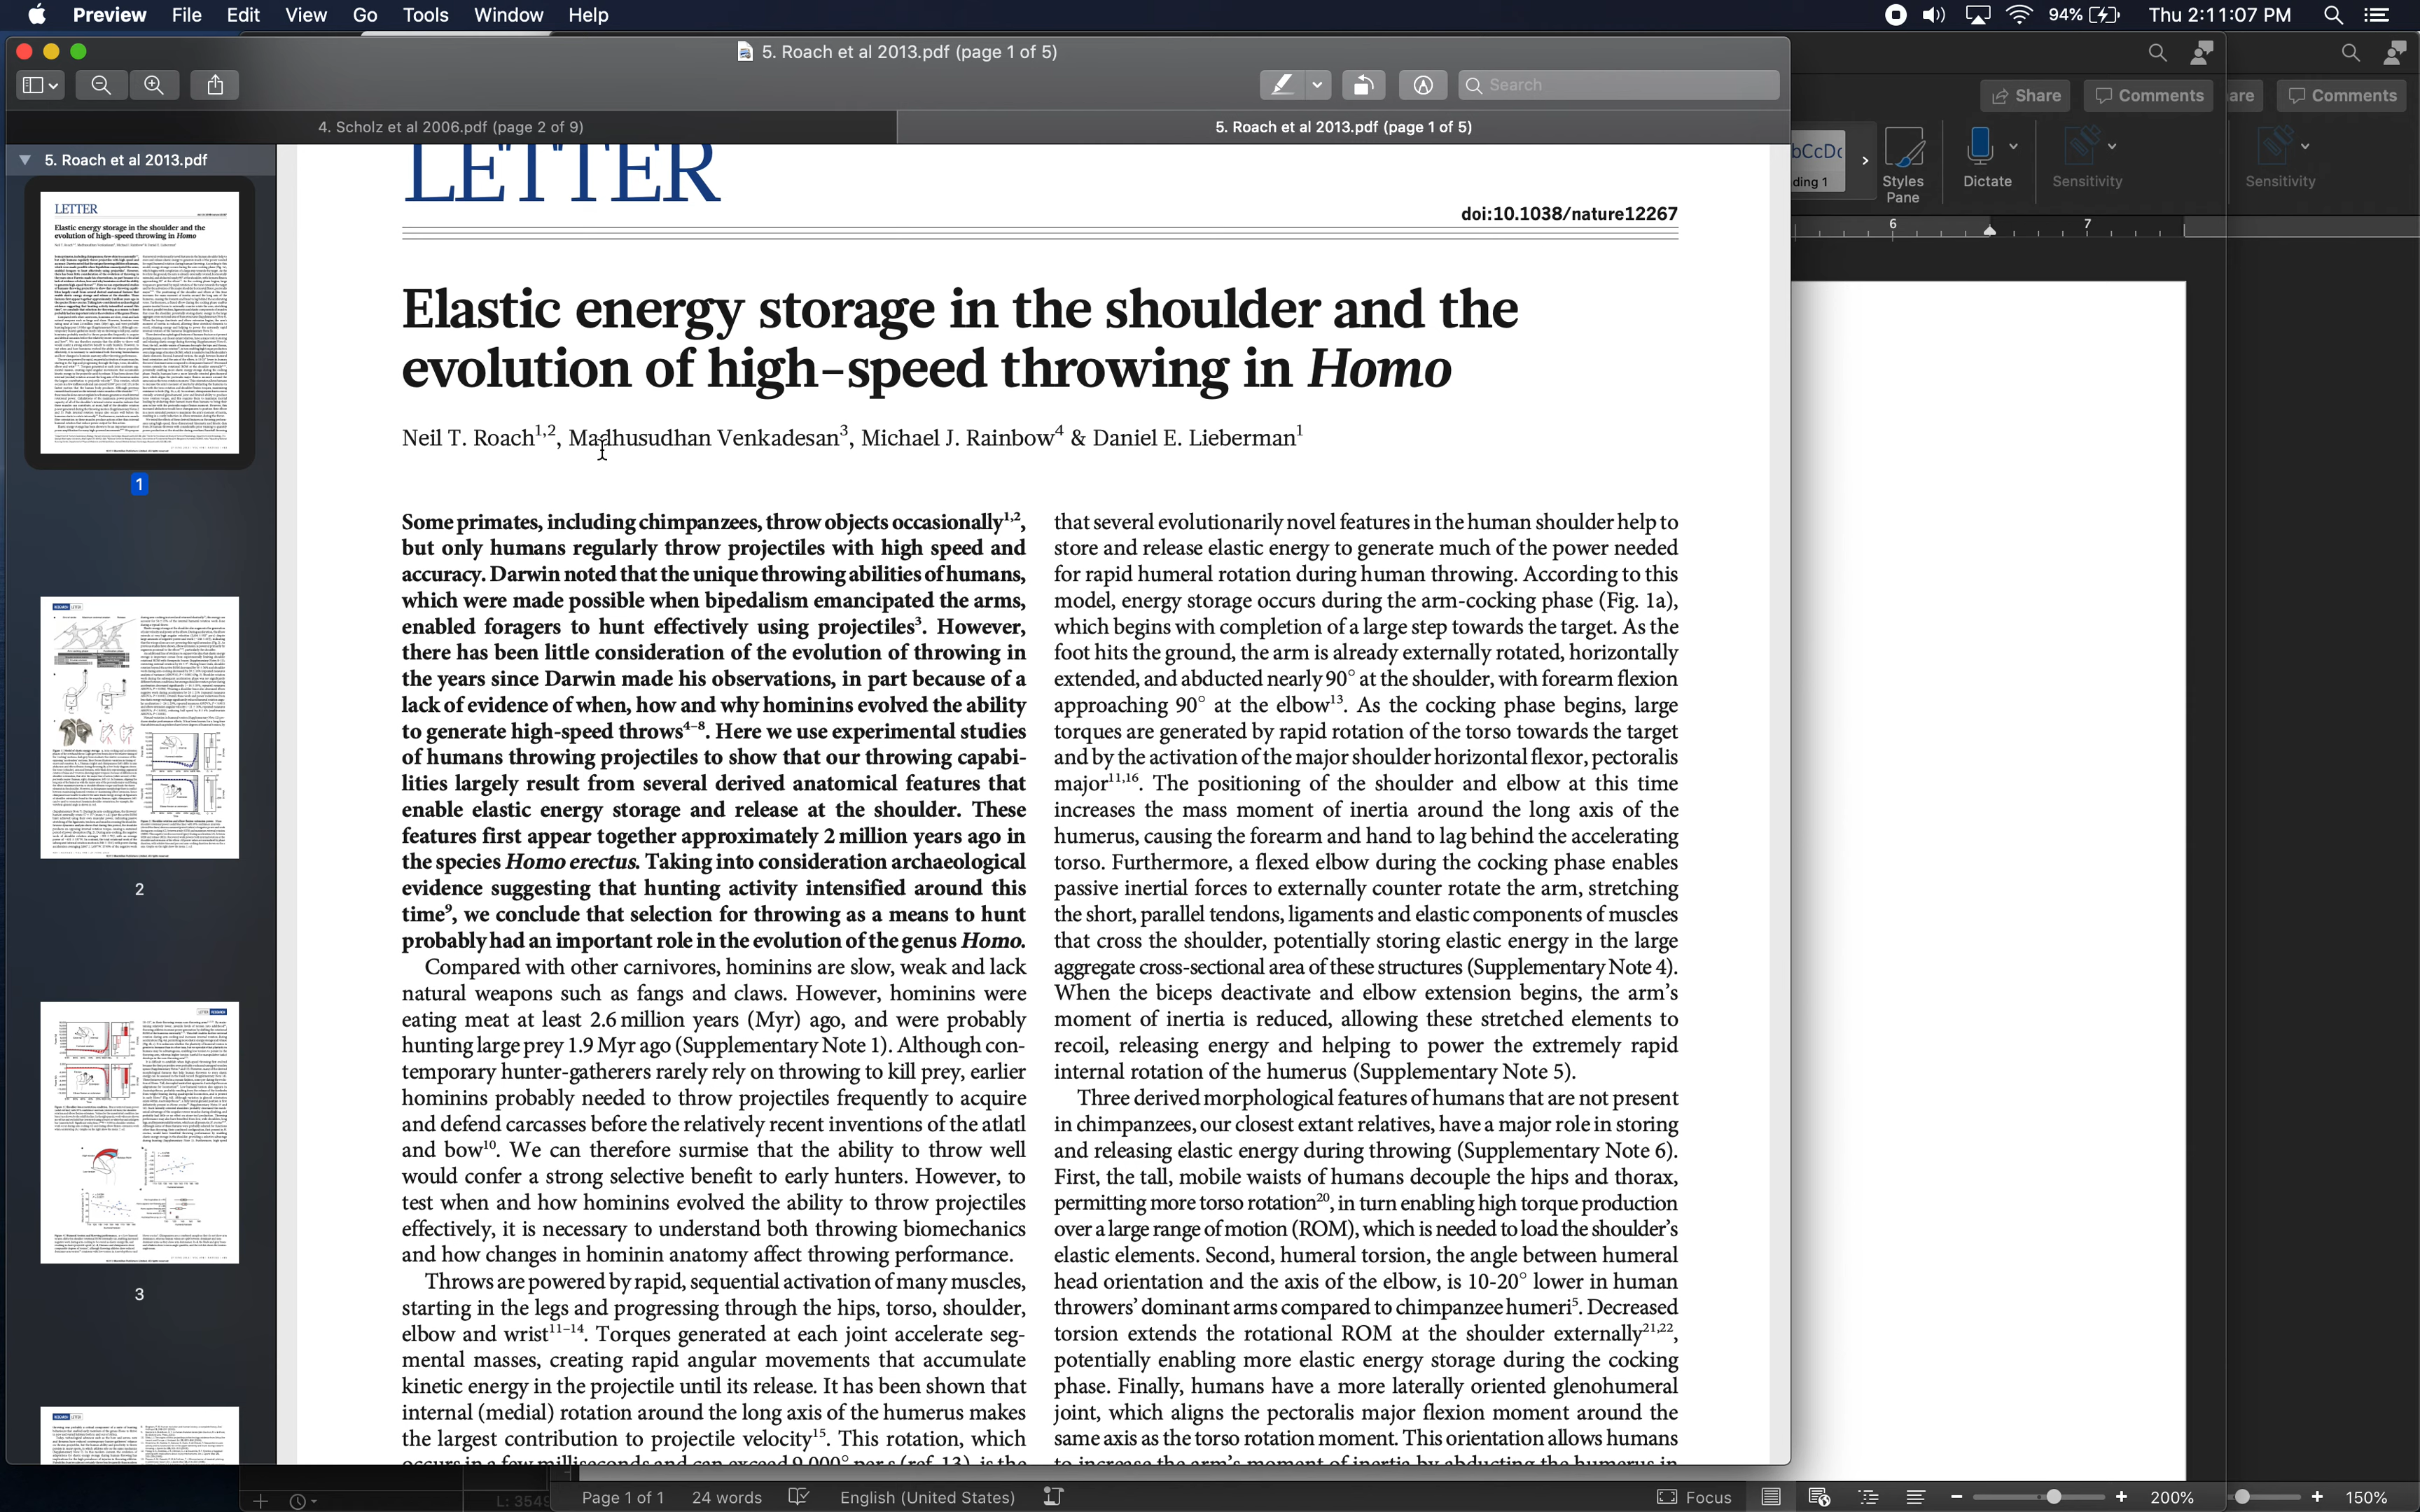 Preview File Edit View Go Tools Window Help
94% Thu 2:11:07 PM
5. Roach et al 2013.pdf (page 1 of 5)
Search
4. Scholz et al 2006.pdf (page 2 of 9)
5. Roach et al 2013.pdf (page 1 of 5)
5. Roach et al 2013.pdf
1
2
3
LETTER
doi:10.1038/nature12267
Elastic energy storage in the shoulder and the
evolution of high-speed throwing in Homo
Neil T. Roach1,2, Madhusudhan Venkadesan3, Michael J. Rainbow4 & Daniel E. Lieberman1
Some primates, including chimpanzees, throw objects occasionally1,2,
but only humans regularly throw projectiles with high speed and
accuracy. Darwin noted that the unique throwing abilities of humans,
which were made possible when bipedalism emancipated the arms,
enabled foragers to hunt effectively using projectiles3. However,
there has been little consideration of the evolution of throwing in
the years since Darwin made his observations, in part because of a
lack of evidence of when, how and why hominins evolved the ability
to generate high-speed throws4–8. Here we use experimental studies
of humans throwing projectiles to show that our throwing capabi-
lities largely result from several derived anatomical features that
enable elastic energy storage and release at the shoulder. These
features first appear together approximately 2 million years ago in
the species Homo erectus. Taking into consideration archaeological
evidence suggesting that hunting activity intensified around this
time9, we conclude that selection for throwing as a means to hunt
probably had an important role in the evolution of the genus Homo.
Compared with other carnivores, hominins are slow, weak and lack
natural weapons such as fangs and claws. However, hominins were
eating meat at least 2.6 million years (Myr) ago, and were probably
hunting large prey 1.9 Myr ago (Supplementary Note 1). Although con-
temporary hunter-gatherers rarely rely on throwing to kill prey, earlier
hominins probably needed to throw projectiles frequently to acquire
and defend carcasses before the relatively recent inventions of the atlatl
and bow10. We can therefore surmise that the ability to throw well
would confer a strong selective benefit to early hunters. However, to
test when and how hominins evolved the ability to throw projectiles
effectively, it is necessary to understand both throwing biomechanics
and how changes in hominin anatomy affect throwing performance.
Throws are powered by rapid, sequential activation of many muscles,
starting in the legs and progressing through the hips, torso, shoulder,
elbow and wrist11–14. Torques generated at each joint accelerate seg-
mental masses, creating rapid angular movements that accumulate
kinetic energy in the projectile until its release. It has been shown that
internal (medial) rotation around the long axis of the humerus makes
the largest contribution to projectile velocity15. This rotation, which
occurs in a few milliseconds and can exceed 9,000° per s (ref. 13), is the
that several evolutionarily novel features in the human shoulder help to
store and release elastic energy to generate much of the power needed
for rapid humeral rotation during human throwing. According to this
model, energy storage occurs during the arm-cocking phase (Fig. 1a),
which begins with completion of a large step towards the target. As the
foot hits the ground, the arm is already externally rotated, horizontally
extended, and abducted nearly 90° at the shoulder, with forearm flexion
approaching 90° at the elbow13. As the cocking phase begins, large
torques are generated by rapid rotation of the torso towards the target
and by the activation of the major shoulder horizontal flexor, pectoralis
major11,16. The positioning of the shoulder and elbow at this time
increases the mass moment of inertia around the long axis of the
humerus, causing the forearm and hand to lag behind the accelerating
torso. Furthermore, a flexed elbow during the cocking phase enables
passive inertial forces to externally counter rotate the arm, stretching
the short, parallel tendons, ligaments and elastic components of muscles
that cross the shoulder, potentially storing elastic energy in the large
aggregate cross-sectional area of these structures (Supplementary Note 4).
When the biceps deactivate and elbow extension begins, the arm's
moment of inertia is reduced, allowing these stretched elements to
recoil, releasing energy and helping to power the extremely rapid
internal rotation of the humerus (Supplementary Note 5).
Three derived morphological features of humans that are not present
in chimpanzees, our closest extant relatives, have a major role in storing
and releasing elastic energy during throwing (Supplementary Note 6).
First, the tall, mobile waists of humans decouple the hips and thorax,
permitting more torso rotation20, in turn enabling high torque production
over a large range of motion (ROM), which is needed to load the shoulder's
elastic elements. Second, humeral torsion, the angle between humeral
head orientation and the axis of the elbow, is 10-20° lower in human
throwers' dominant arms compared to chimpanzee humeri5. Decreased
torsion extends the rotational ROM at the shoulder externally21,22,
potentially enabling more elastic energy storage during the cocking
phase. Finally, humans have a more laterally oriented glenohumeral
joint, which aligns the pectoralis major flexion moment around the
same axis as the torso rotation moment. This orientation allows humans
to increase the arm's moment of inertia by abducting the humerus in
Share Comments are Comments
bCcDc
ding 1
Styles
Pane
Dictate
Sensitivity
Sensitivity
6 7
L: 3549
Page 1 of 1 24 words English (United States) Focus 200% 150%